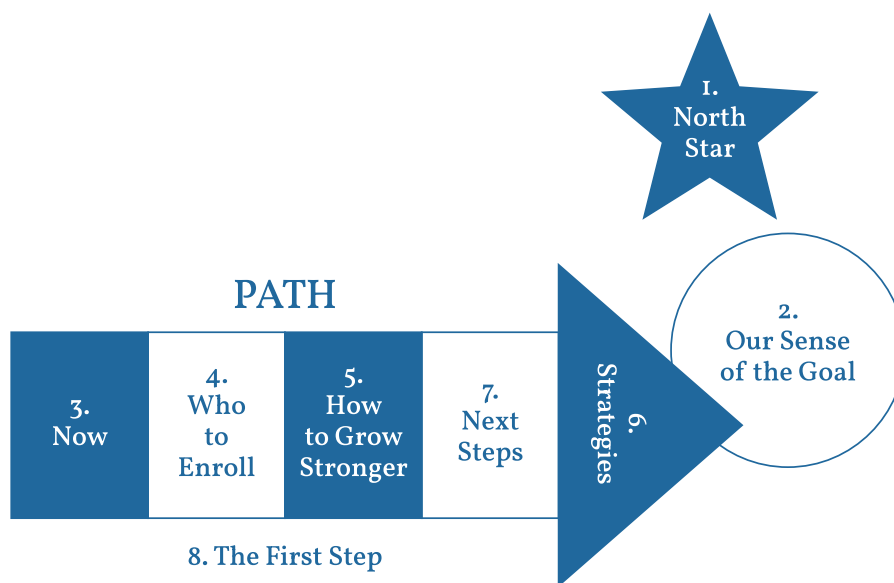 1.
North
Star
2.
Our Sense
of the Goal
PATH
3.
Now
4.
Who
to
Enroll
5.
How
to Grow
Stronger
7.
Next
Steps
6.
Strategies
8. The First Step